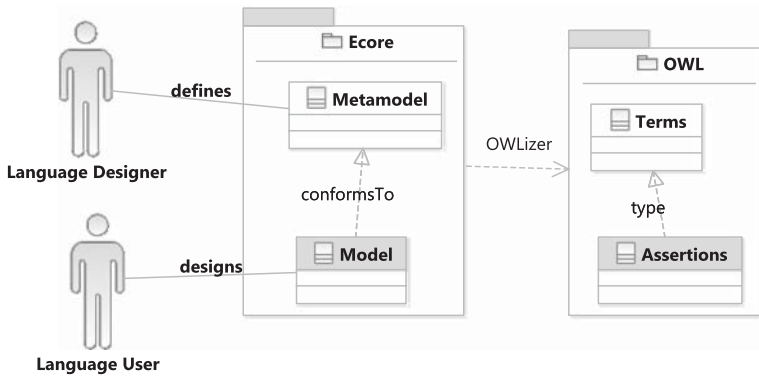 Ecore
OWL
defines
Metamodel
Terms
Language Designer
OWLizer
conformsTo
type
designs
Model
Assertions
Language User